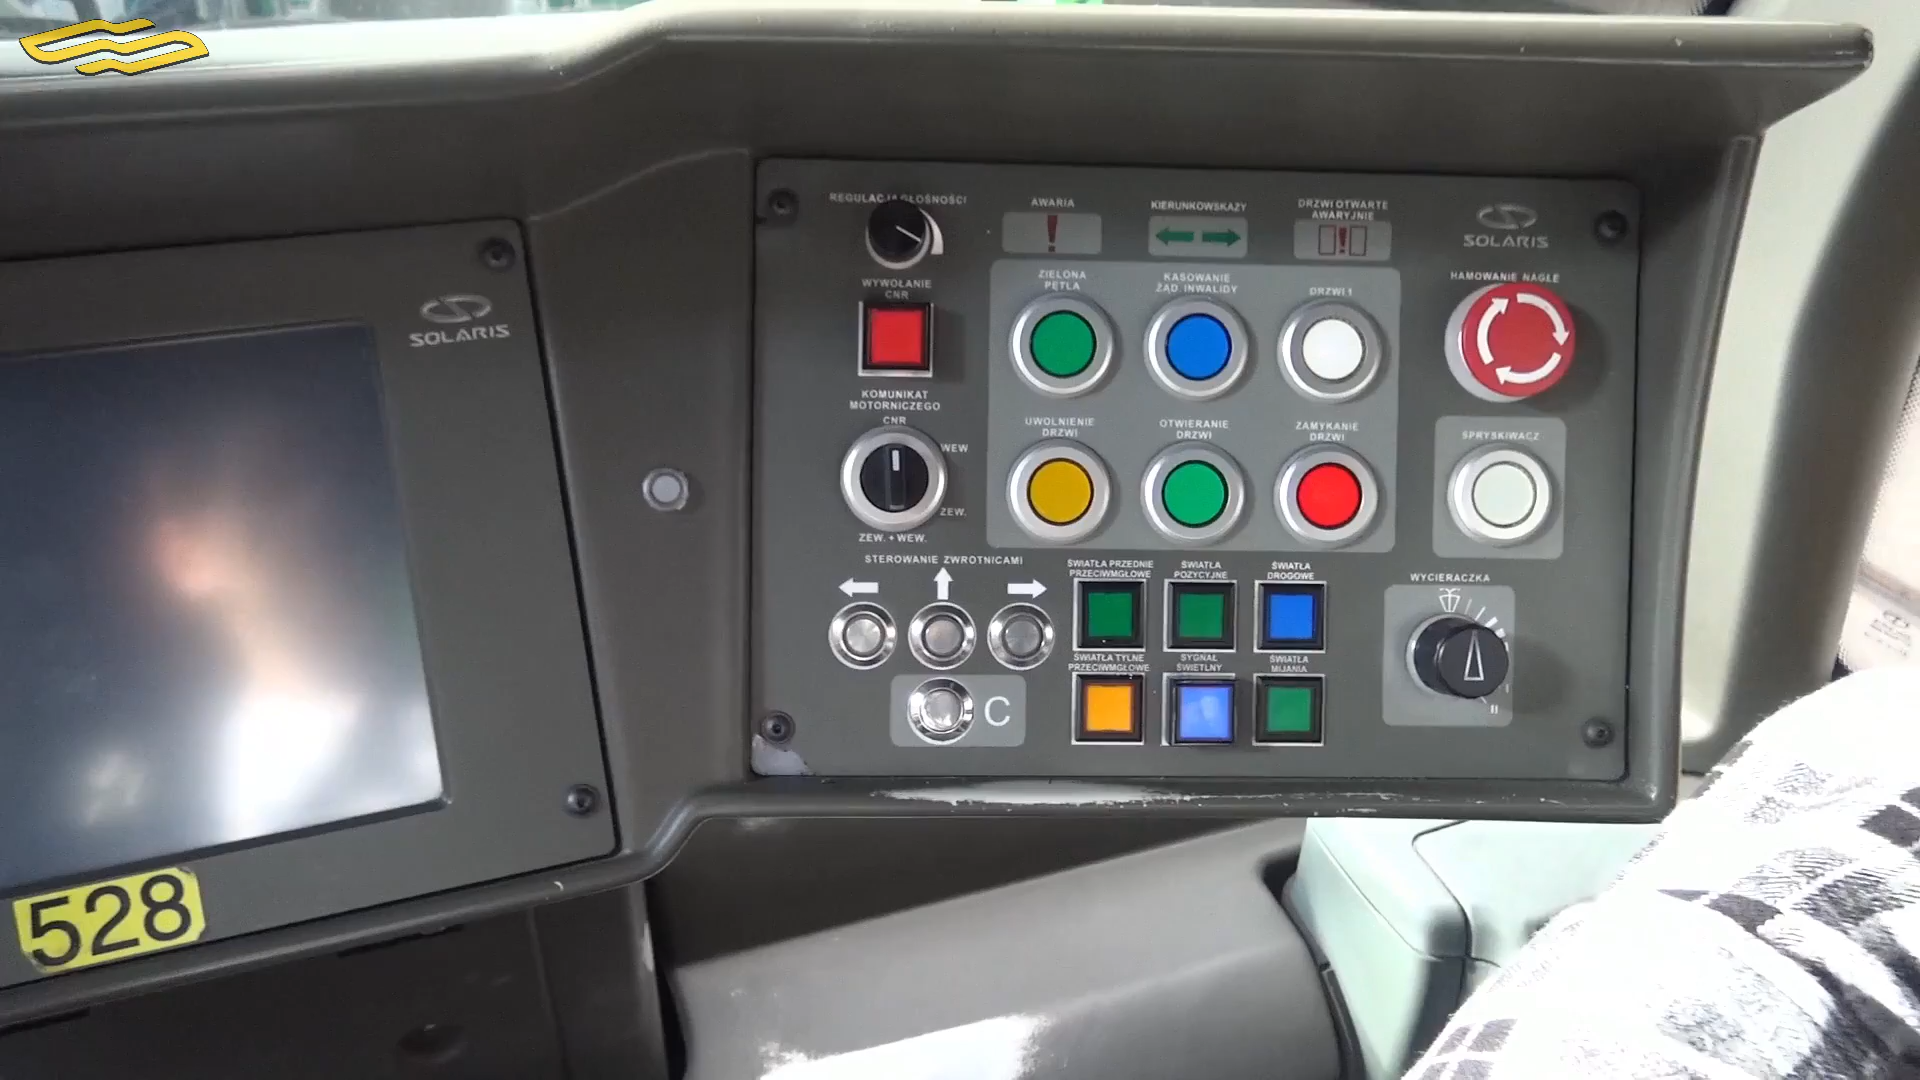 SOLARIS
528
REGULACJA GŁOŚNOŚCI
AWARIA
!
KIERUNKOWSKAZY
DRZWI OTWARTE
AWARYJNIE
!
SOLARIS
WYWOŁANIE
CNR
ZIELONA
PĘTLA
KASOWANIE
ŻĄD. INWALIDY
DRZWI 1
HAMOWANIE NAGŁE
KOMUNIKAT
MOTORNICZEGO
CNR
WEW
ZEW.
ZEW. + WEW.
UWOLNIENIE
DRZWI
OTWIERANIE
DRZWI
ZAMYKANIE
DRZWI
SPRYSKIWACZ
STEROWANIE ZWROTNICAMI
C
ŚWIATŁA PRZEDNIE
PRZECIWMGŁOWE
ŚWIATŁA
POZYCYJNE
ŚWIATŁA
DROGOWE
ŚWIATŁA TYLNE
PRZECIWMGŁOWE
SYGNAŁ
ŚWIETLNY
ŚWIATŁA
MIJANIA
WYCIERACZKA
I
II